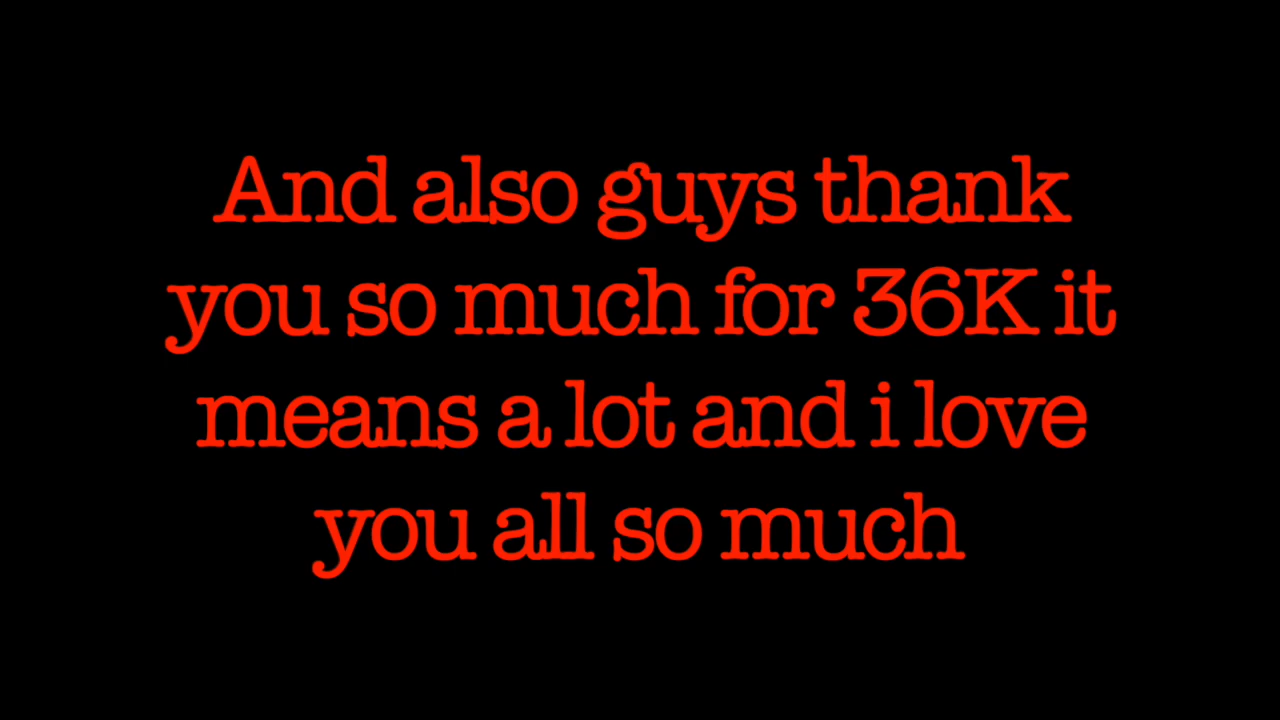 And also guys thank
you so much for 36K it
means a lot and i love
you all so much